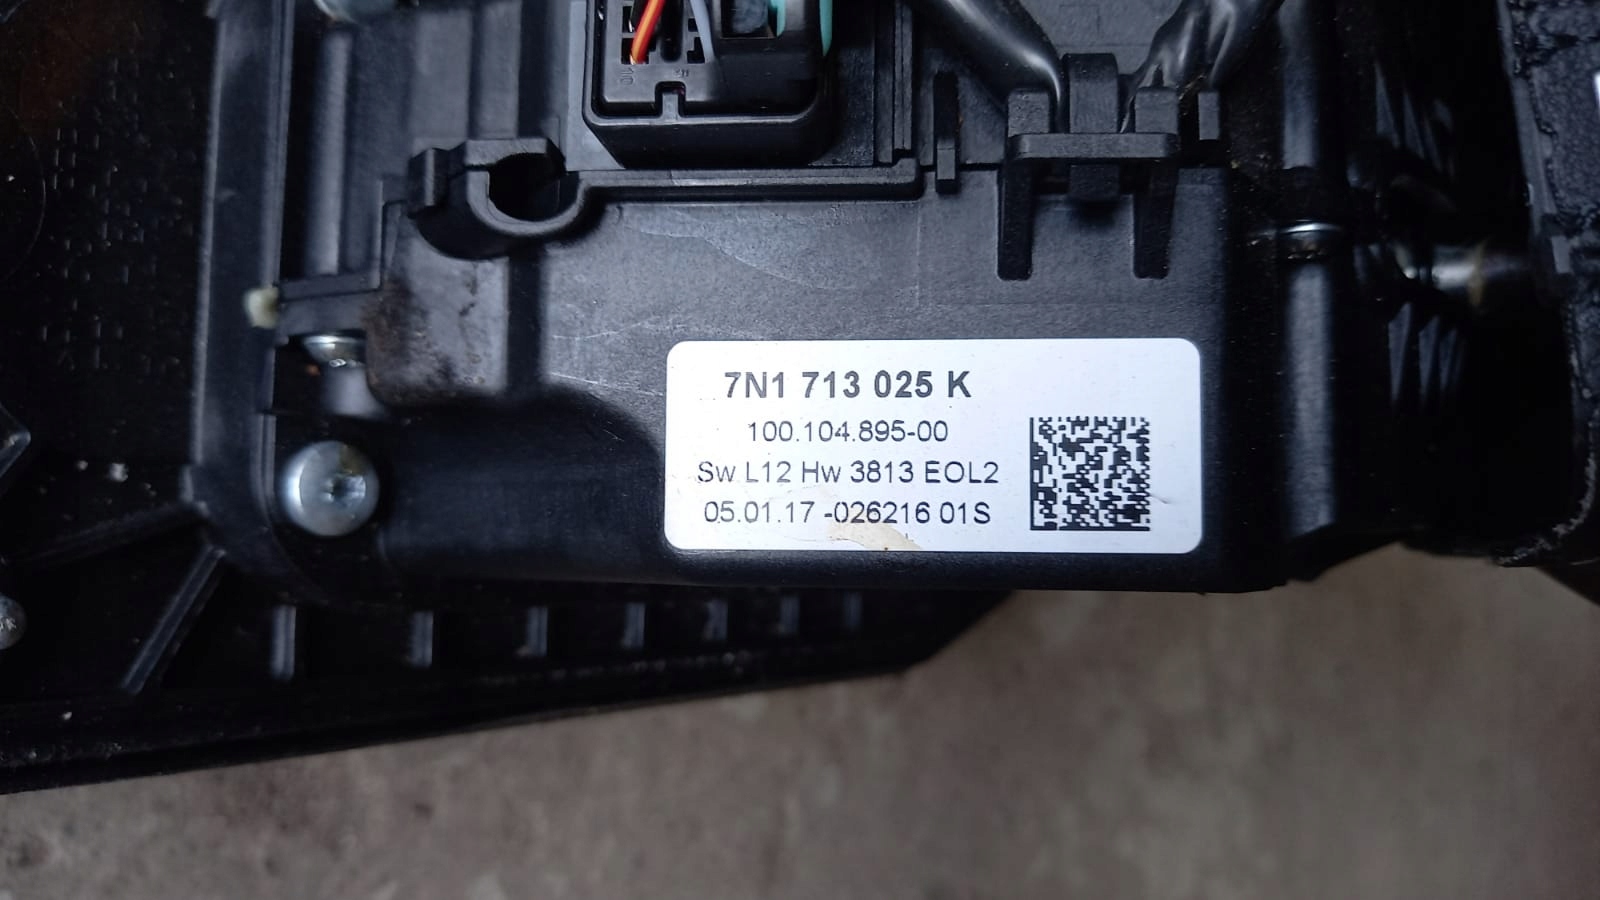 7N1 713 025 K
100.104.895-00
Sw L12 Hw 3813 EOL2
05.01.17 -026216 01S